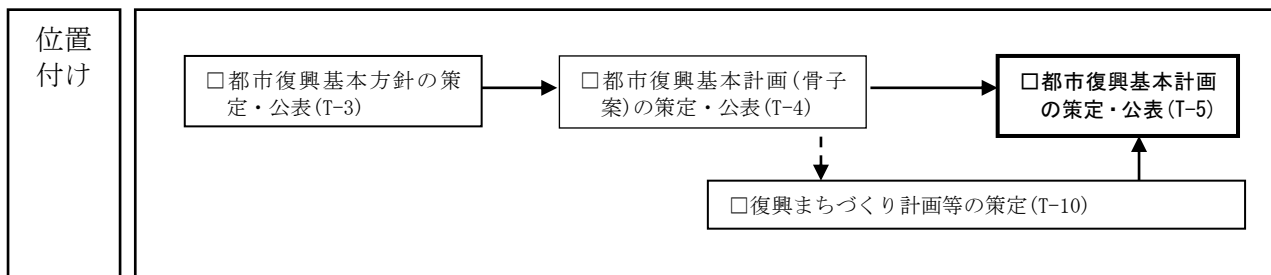 位置
付け
□都市復興基本方針の策
定・公表(T-3)
□都市復興基本計画(骨子
案)の策定・公表(T-4)
□都市復興基本計画
の策定・公表(T-5)
□復興まちづくり計画等の策定(T-10)